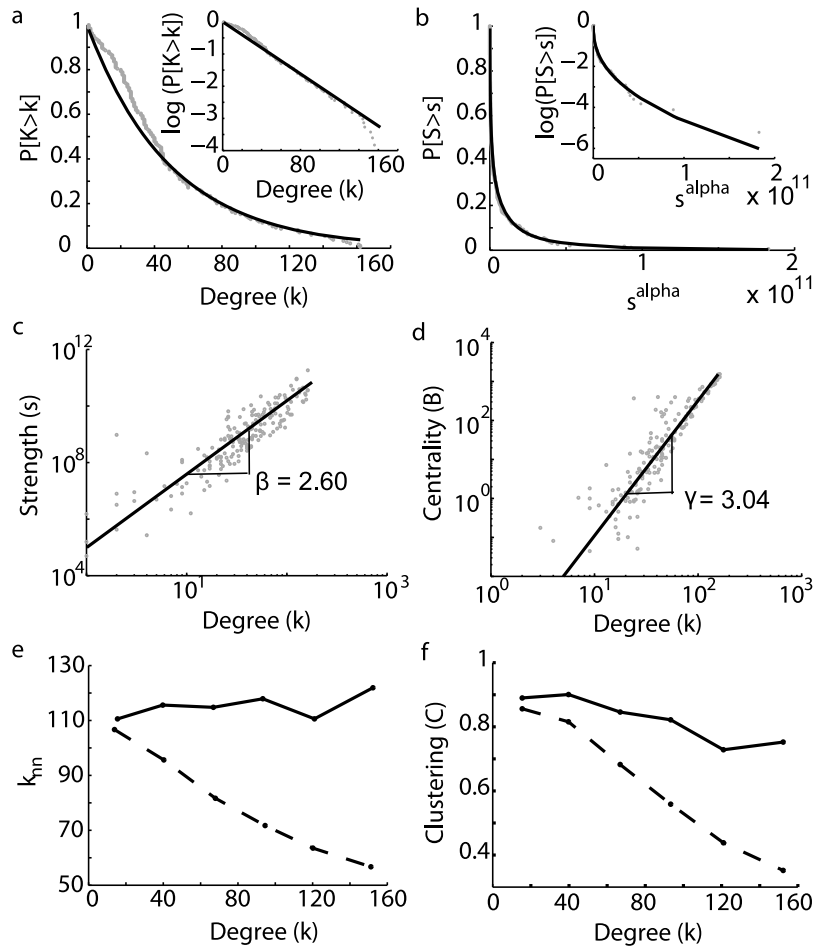 a
P[K>k]
1
0.8
0.6
0.4
0.2
0
0 40 80 120 160
Degree (k)
log (P[K>k])
0
−1
−2
−3
−4
0 80 160
Degree (k)
b
P[S>s]
1
0.8
0.6
0.4
0.2
0
0 1 2
s^alpha x 10^11
log(P[S>s])
0
−2
−4
−6
0 1 2
s^alpha x 10^11
c
Strength (s)
10^12
10^8
10^4
10^1 10^3
Degree (k)
β = 2.60
d
Centrality (B)
10^4
10^2
10^0
10^0 10^1 10^2 10^3
Degree (k)
γ = 3.04
e
k_nn
130
110
90
70
50
0 40 80 120 160
Degree (k)
f
Clustering (C)
1
0.8
0.6
0.4
0 40 80 120 160
Degree (k)